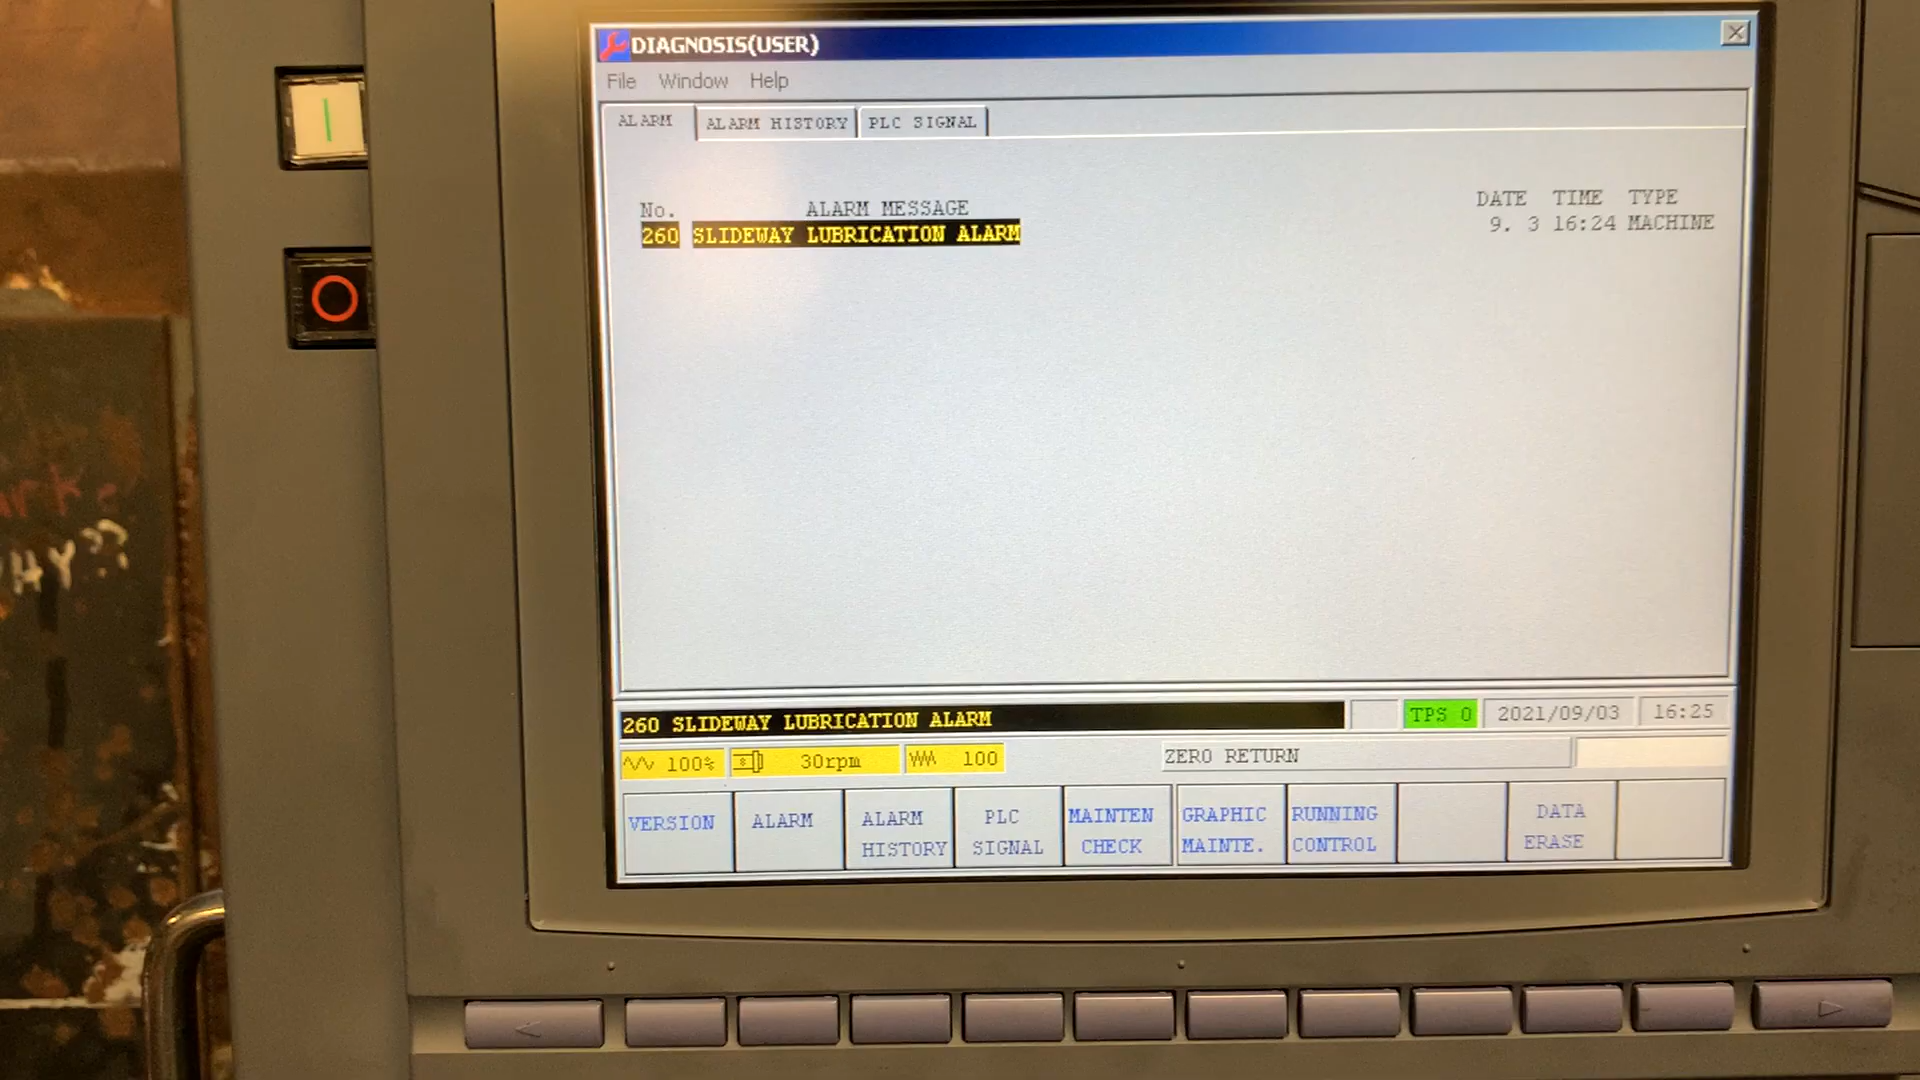 DIAGNOSIS(USER)
File Window Help
ALARM ALARM HISTORY PLC SIGNAL
No. ALARM MESSAGE DATE TIME TYPE
260 SLIDEWAY LUBRICATION ALARM 9. 3 16:24 MACHINE
260 SLIDEWAY LUBRICATION ALARM TPS 0 2021/09/03 16:25
100% 30rpm 100 ZERO RETURN
VERSION
ALARM
ALARM
HISTORY
PLC
SIGNAL
MAINTEN
CHECK
GRAPHIC
MAINTE.
RUNNING
CONTROL
DATA
ERASE
HY??